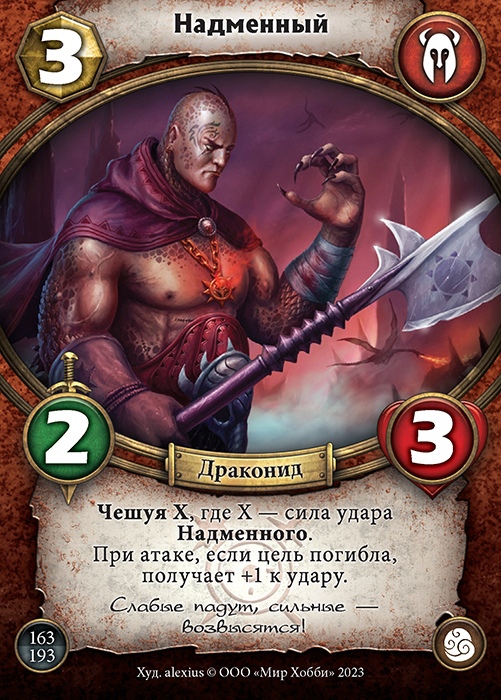 Надменный
3
2
3
Драконид
Чешуя X, где X — сила удара
Надменного.
При атаке, если цель погибла,
получает +1 к удару.
Слабые падут, сильные —
возвысятся!
163
193
Худ. alexius © ООО «Мир Хобби» 2023